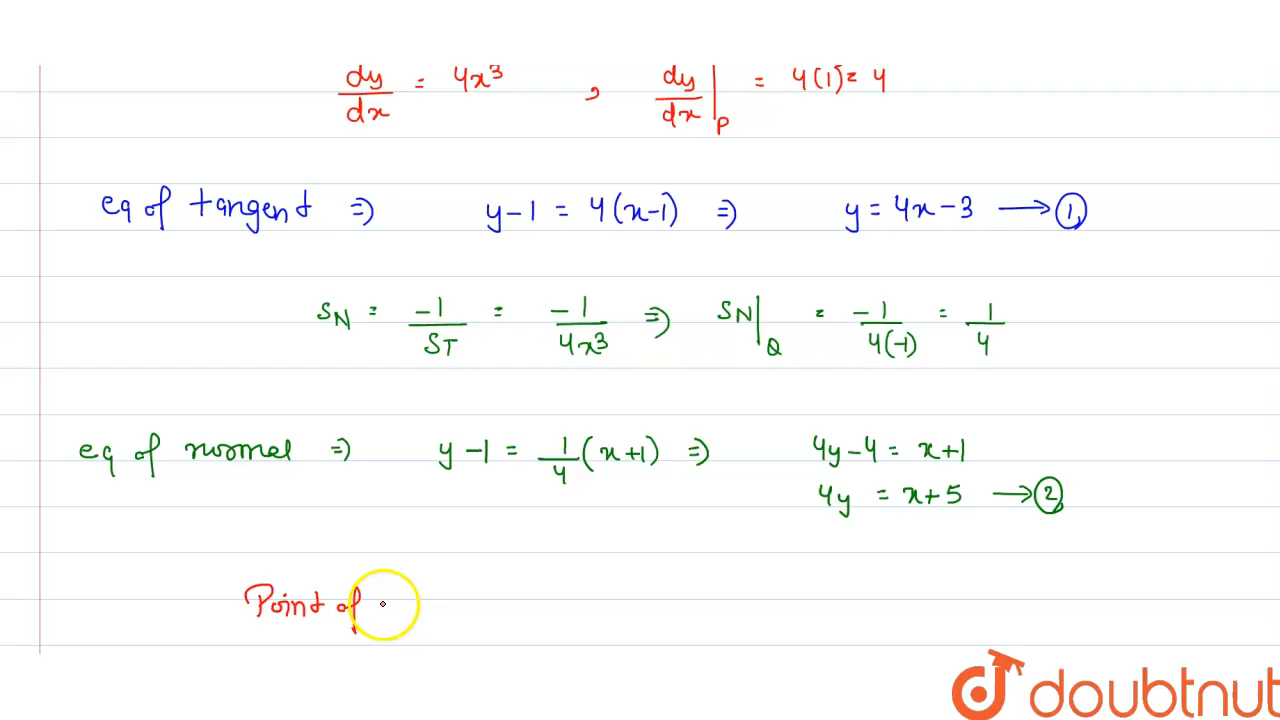 dy/dx = 4x³ , dy/dx|P = 4(1) = 4
eq of tangent ⇒ y-1 = 4(x-1) ⇒ y = 4x-3 ⟶ ①
SN = -1/ST = -1/4x³ ⇒ SN|Q = -1/4(-1) = 1/4
eq of normal ⇒ y-1 = 1/4(x+1) ⇒ 4y-4 = x+1
4y = x+5 ⟶ ②
Point of
doubtnut